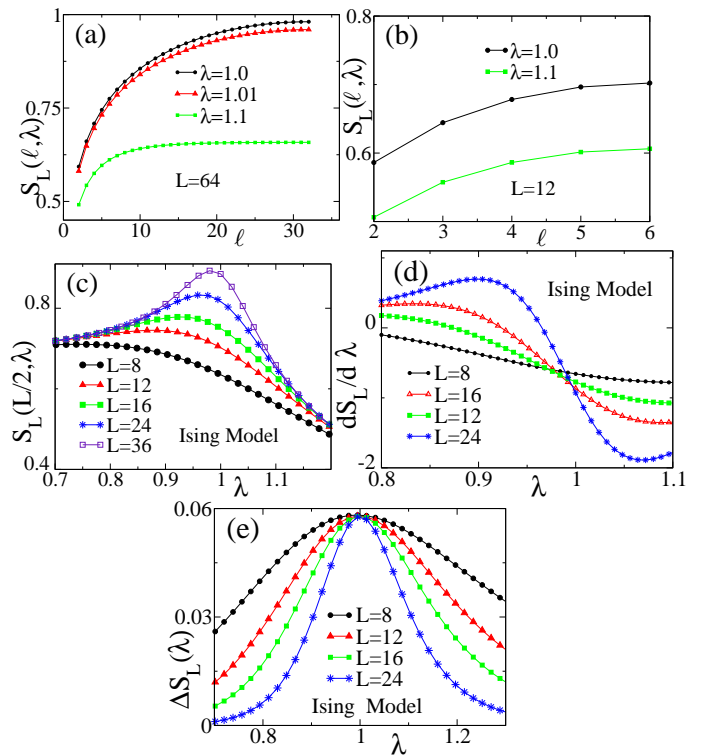 (a)
S_L(ℓ,λ)
1
0.75
0.5
λ=1.0
λ=1.01
λ=1.1
L=64
0 10 20 30
ℓ
(b)
S_L(ℓ,λ)
0.8
0.6
λ=1.0
λ=1.1
L=12
2 3 4 5 6
ℓ
(c)
S_L(L/2,λ)
0.8
0.4
L=8
L=12
L=16
L=24
L=36
Ising Model
0.7 0.8 0.9 1 1.1
λ
(d)
Ising Model
dS_L/d λ
0
-2
L=8
L=16
L=12
L=24
0.8 0.9 1 1.1
λ
(e)
ΔS_L(λ)
0.06
0.03
0
L=8
L=12
L=16
L=24
Ising Model
0.8 1 1.2
λ